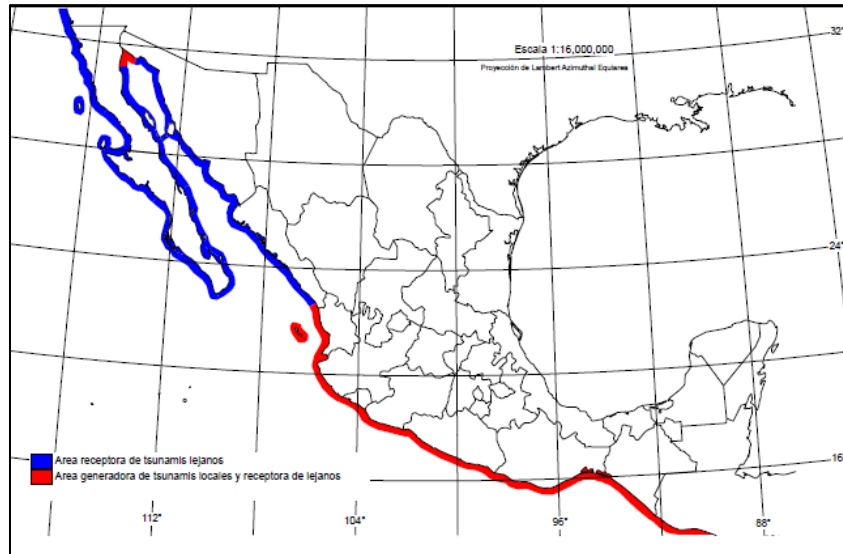 Escala 1:16,000,000
Proyección de Lambert Azimuthal Equiarea
32°
24°
16°
Area receptora de tsunamis lejanos
Area generadora de tsunamis locales y receptora de lejanos
112°
104°
96°
88°